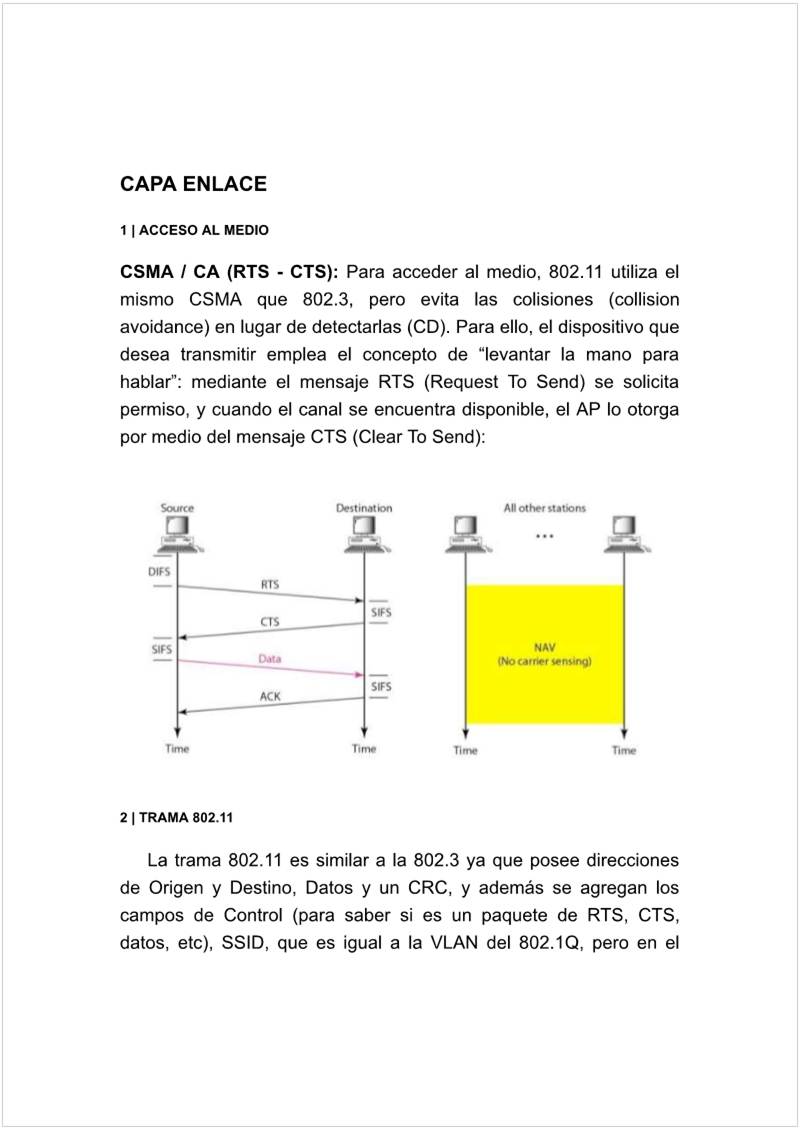 CAPA ENLACE
1 | ACCESO AL MEDIO
CSMA / CA (RTS - CTS): Para acceder al medio, 802.11 utiliza el
mismo CSMA que 802.3, pero evita las colisiones (collision
avoidance) en lugar de detectarlas (CD). Para ello, el dispositivo que
desea transmitir emplea el concepto de “levantar la mano para
hablar”: mediante el mensaje RTS (Request To Send) se solicita
permiso, y cuando el canal se encuentra disponible, el AP lo otorga
por medio del mensaje CTS (Clear To Send):
Source
Destination
All other stations
...
DIFS
RTS
SIFS
CTS
SIFS
Data
SIFS
ACK
NAV
(No carrier sensing)
Time
Time
Time
Time
2 | TRAMA 802.11
La trama 802.11 es similar a la 802.3 ya que posee direcciones
de Origen y Destino, Datos y un CRC, y además se agregan los
campos de Control (para saber si es un paquete de RTS, CTS,
datos, etc), SSID, que es igual a la VLAN del 802.1Q, pero en el